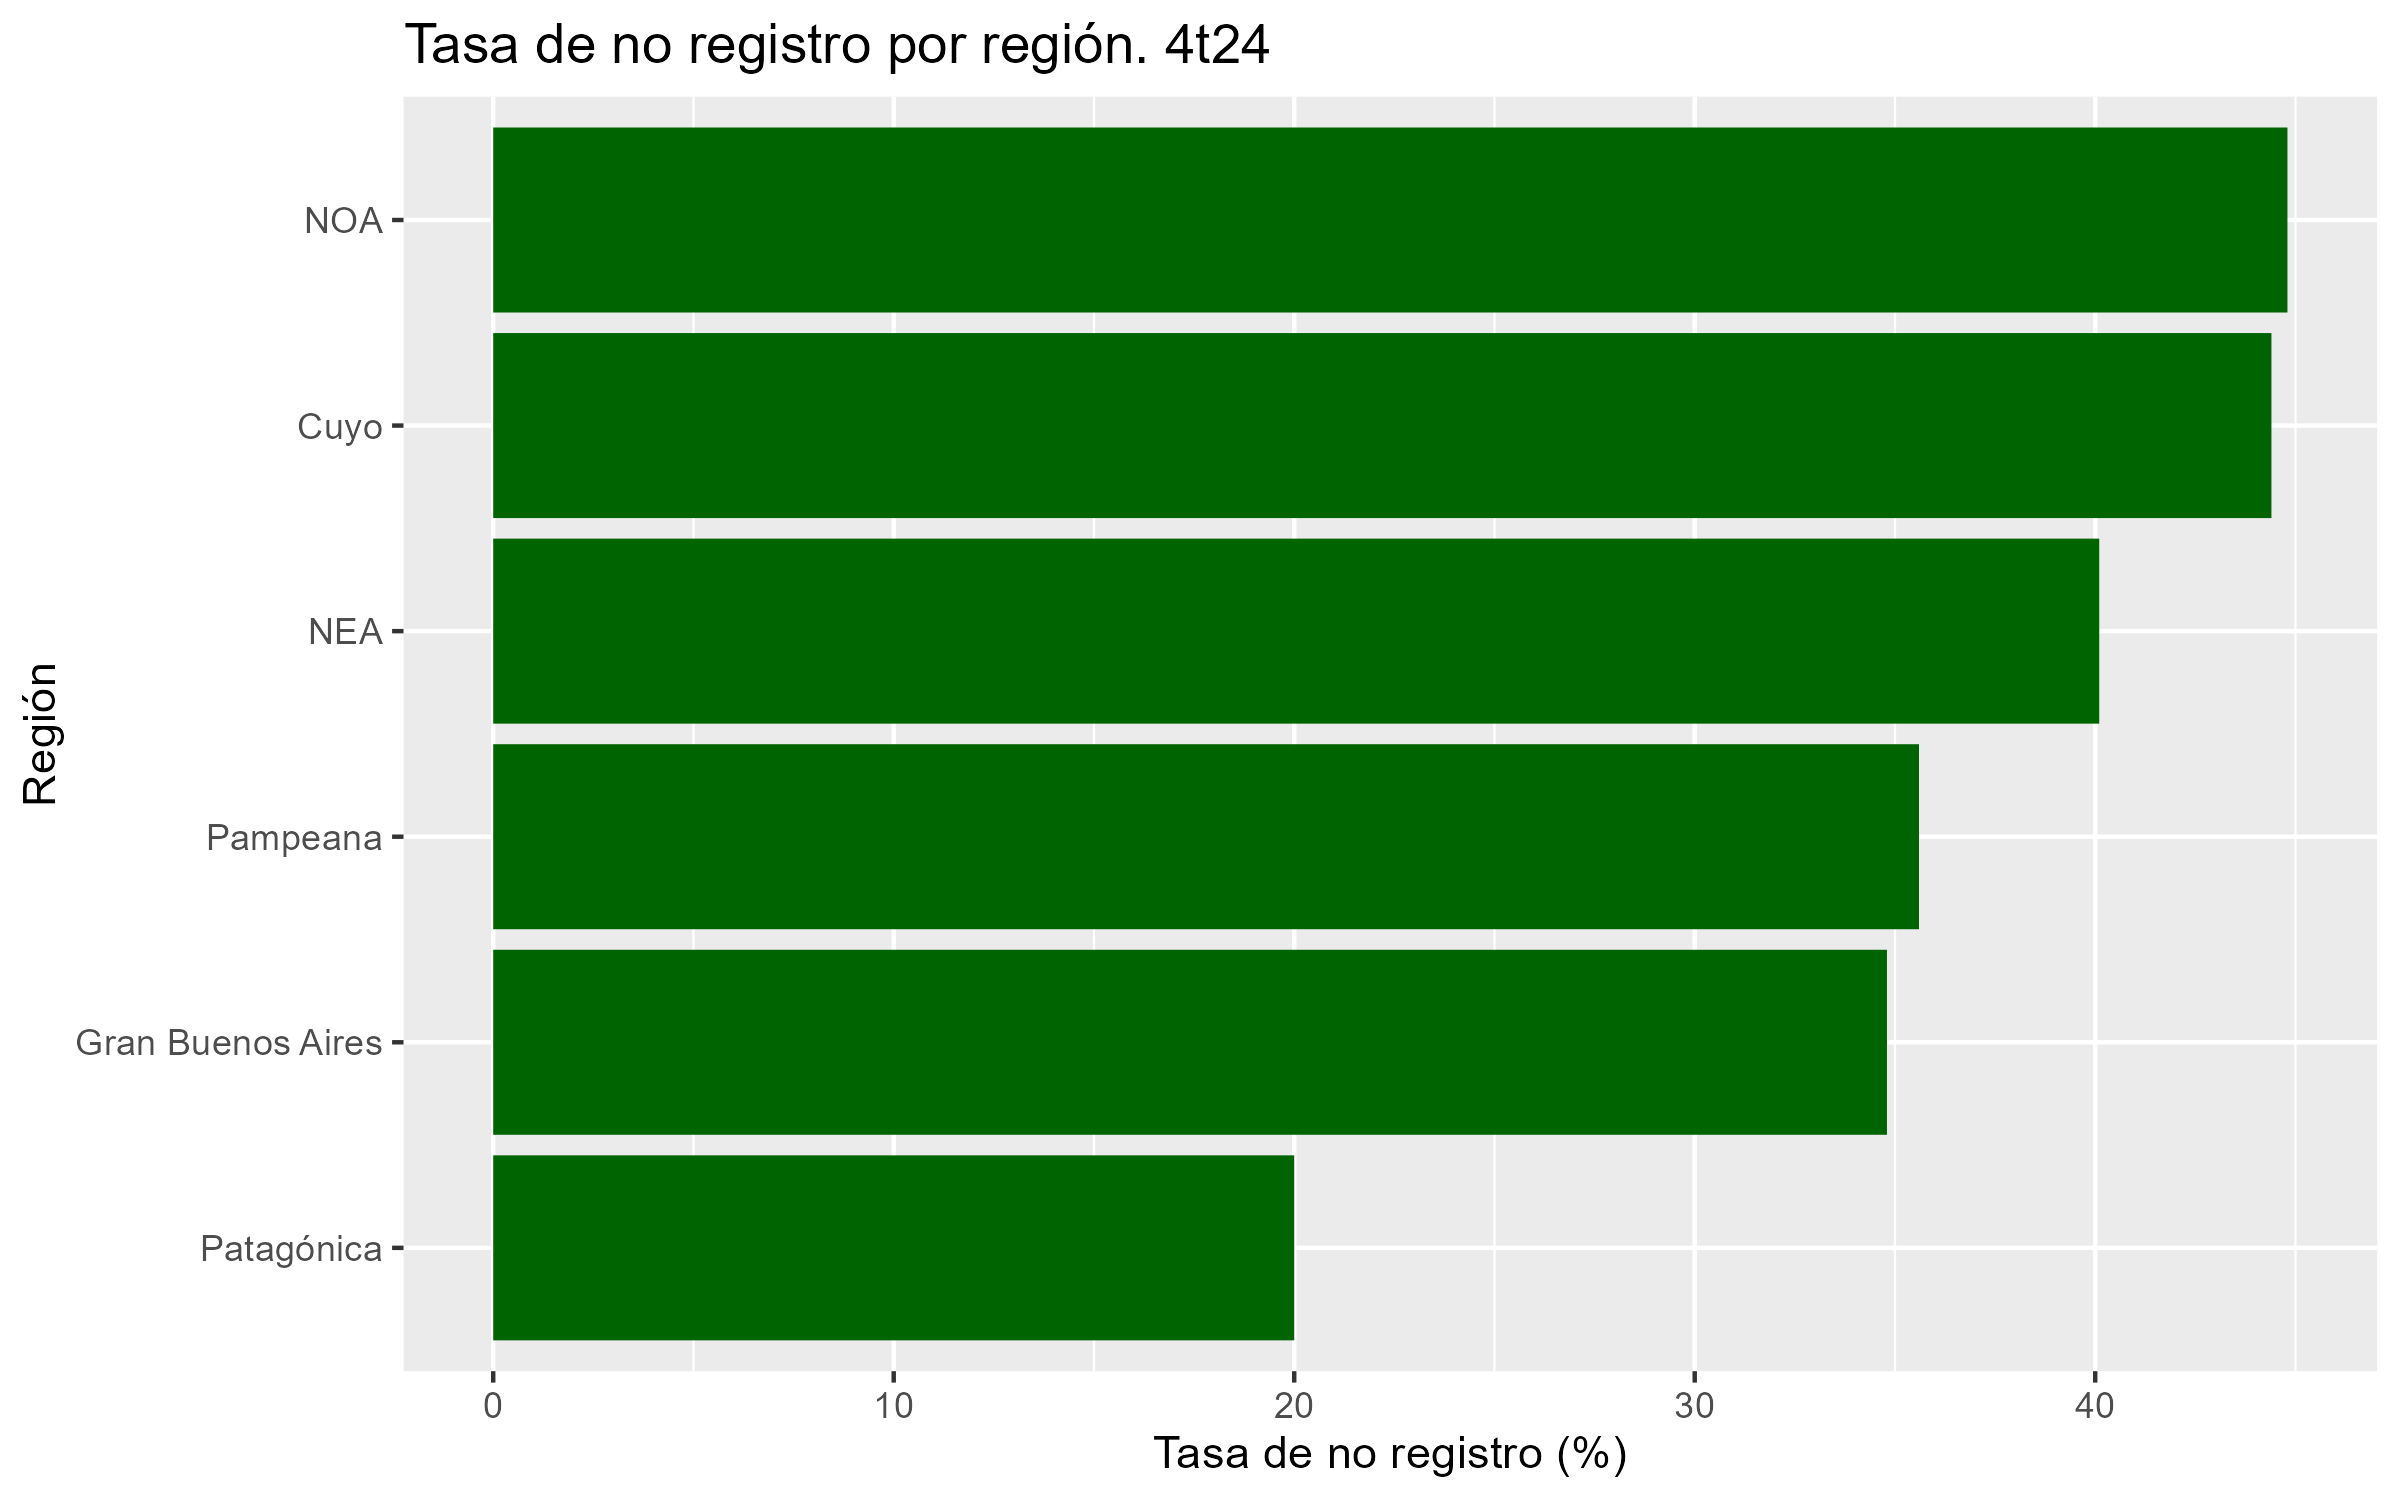 Tasa de no registro por región. 4t24
Región
NOA
Cuyo
NEA
Pampeana
Gran Buenos Aires
Patagónica
0 10 20 30 40
Tasa de no registro (%)